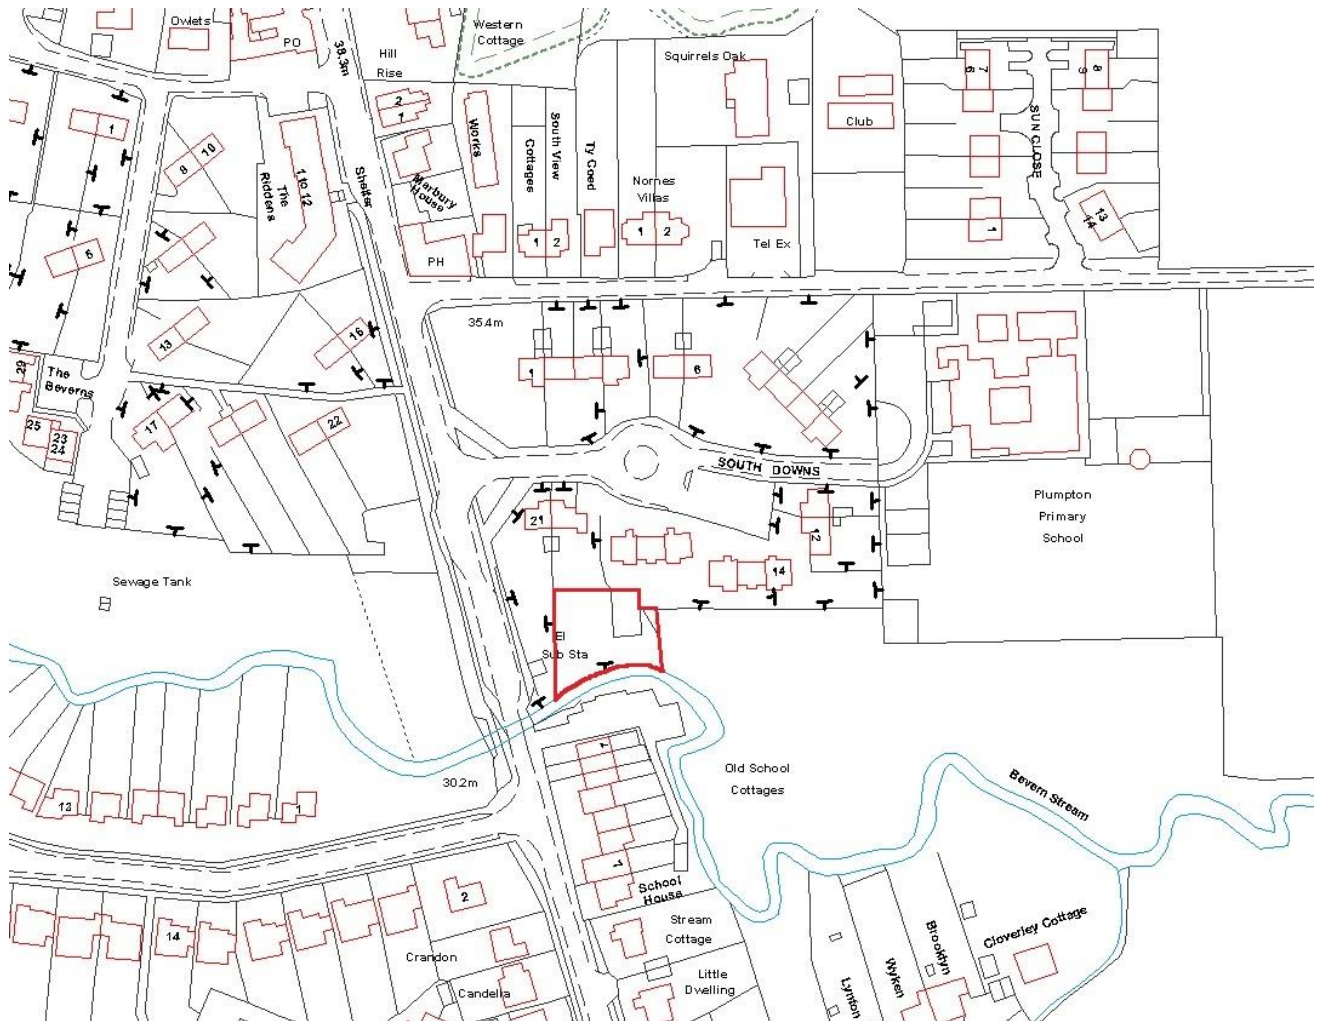 Owlets
PO
38.3m
Hill
Rise
Western
Cottage
Squirrels Oak
2
1
Works
Cottages
South View
Ty Coed
Club
6
7
9
8
SUN CLOSE
1
8
10
The
Riddens
1 to 12
Shelter
Marbury
House
Nornes
Villas
1
2
1
2
Tel Ex
PH
1
13
14
5
35.4m
13
16
1
6
29
The
Beverns
25
23
24
17
22
SOUTH DOWNS
21
12
14
Plumpton
Primary
School
Sewage Tank
El
Sub Sta
30.2m
13
1
1
7
Old School
Cottages
Bevern Stream
School
House
2
14
Crandon
Candella
Stream
Cottage
Little
Dwelling
Lynton
Wyken
Brooklyn
Cloverley Cottage